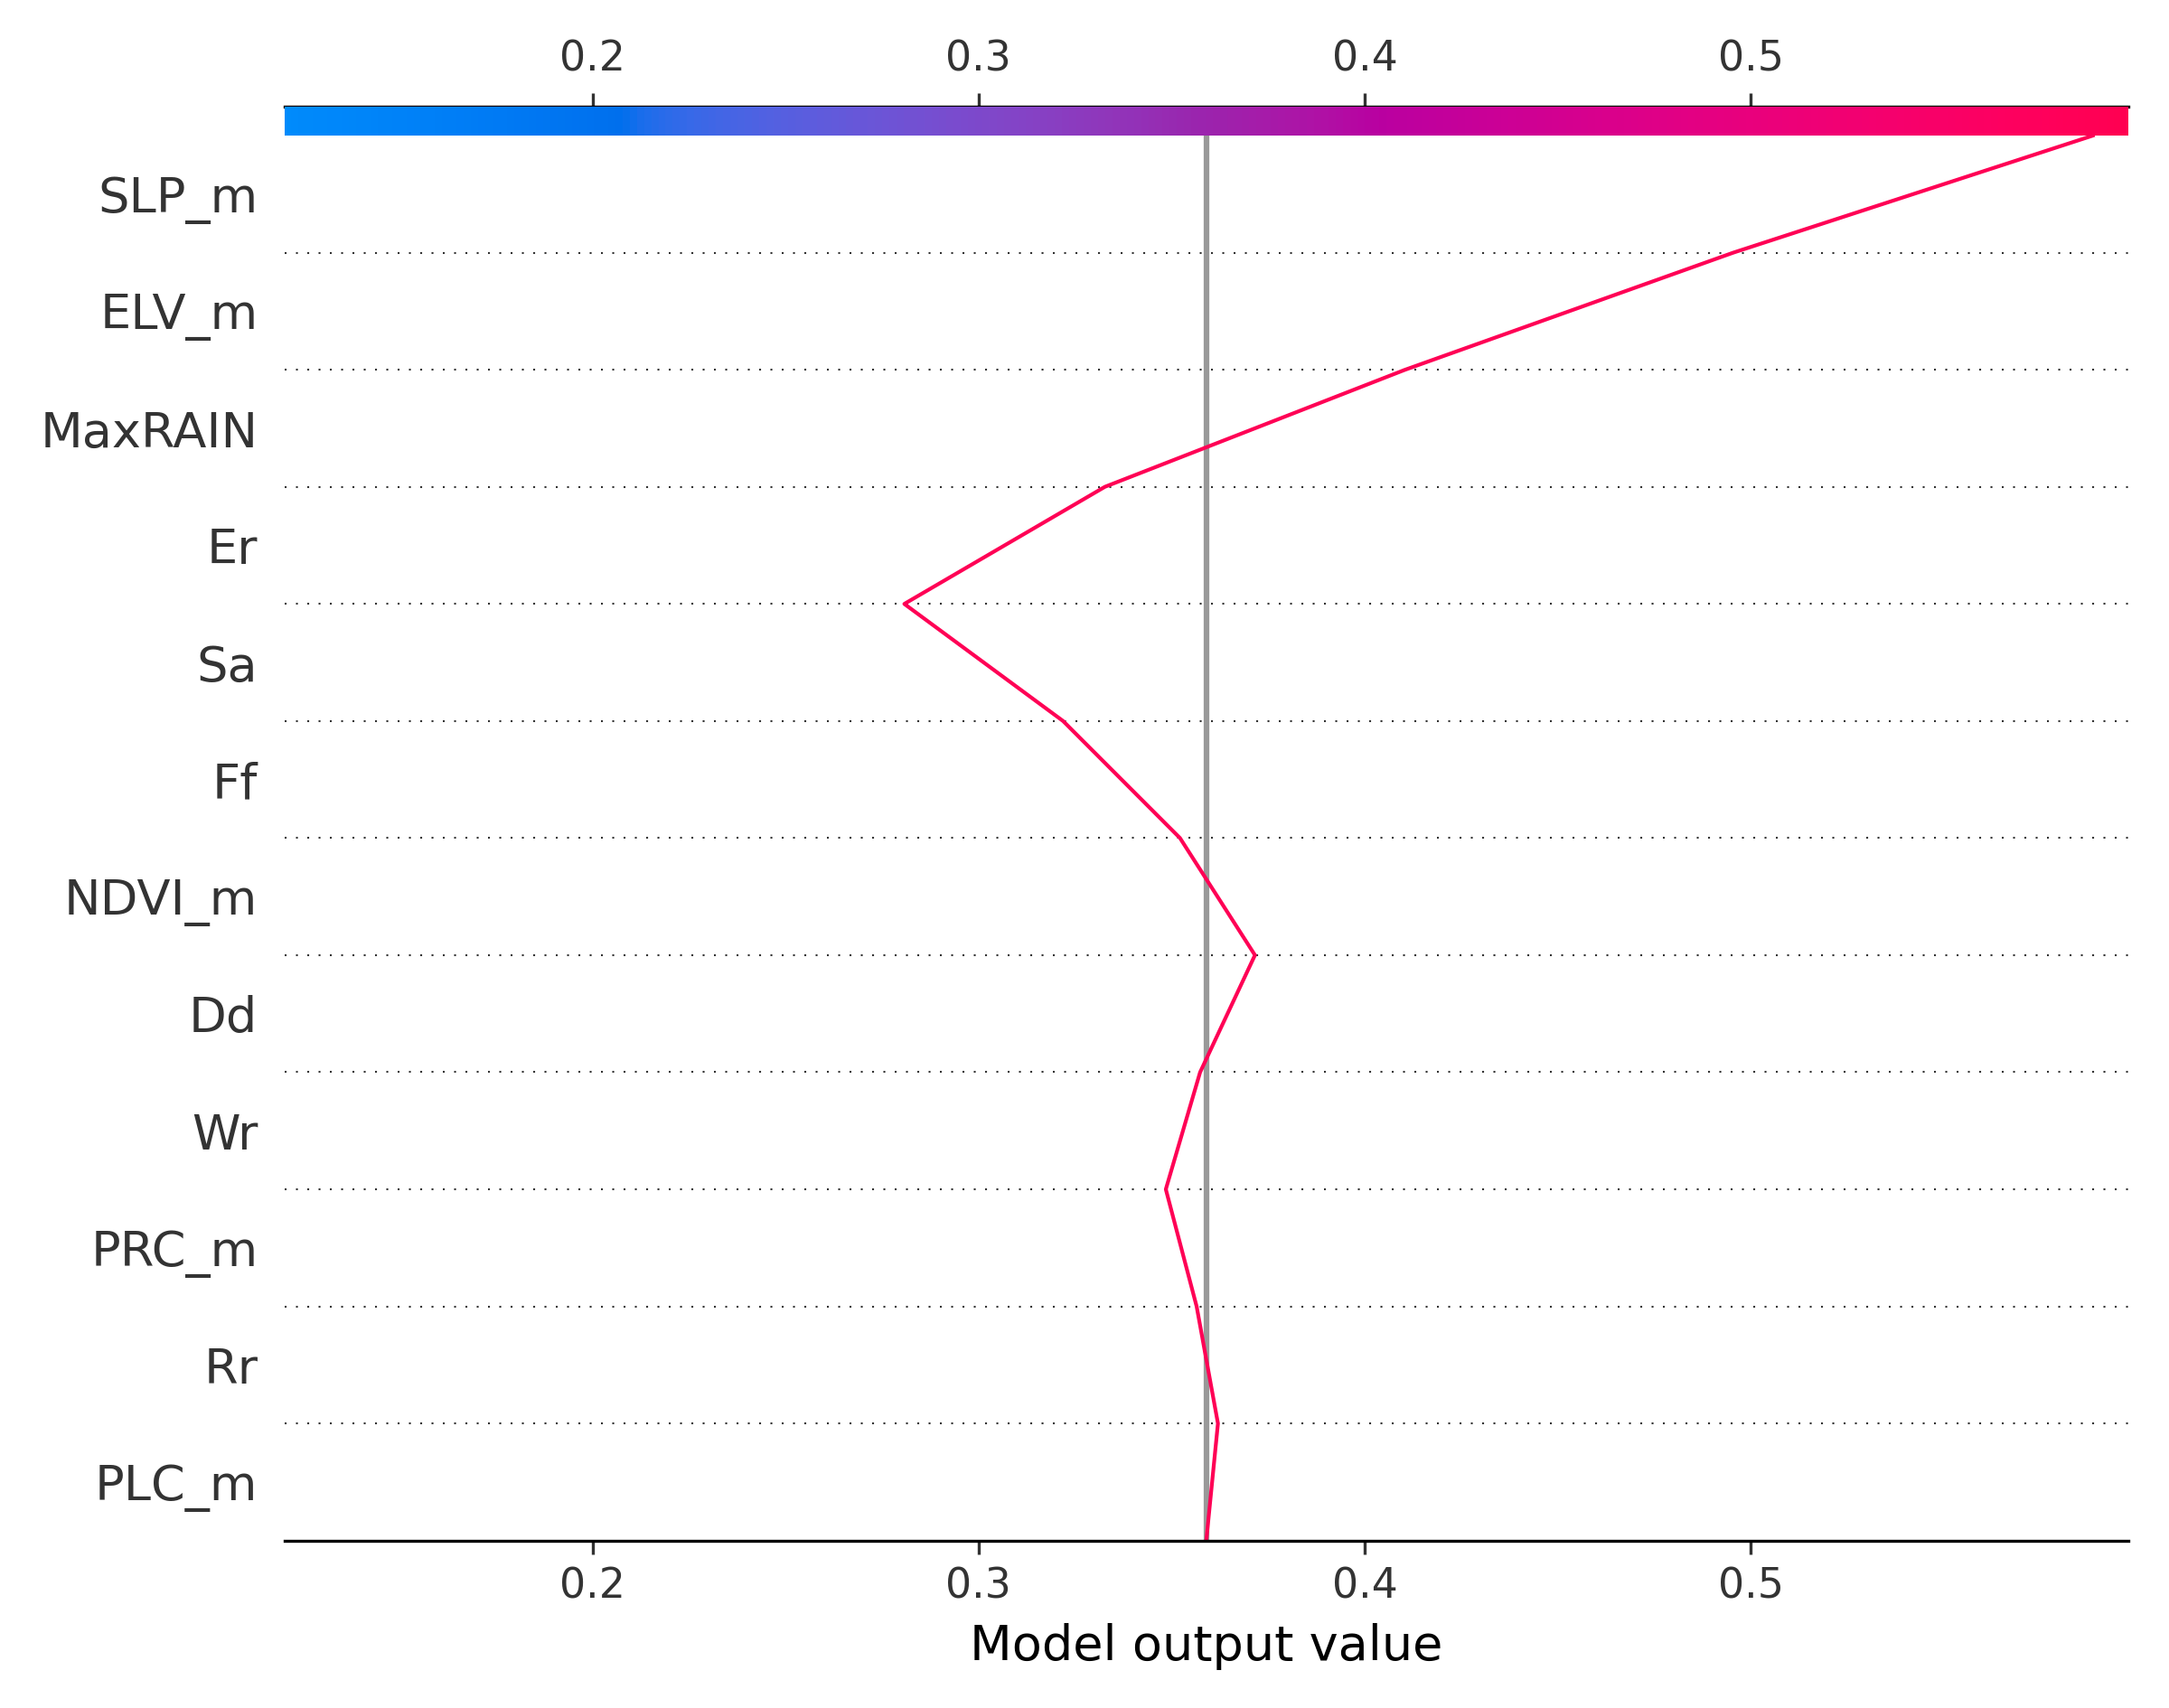 0.2 0.3 0.4 0.5
SLP_m
ELV_m
MaxRAIN
Er
Sa
Ff
NDVI_m
Dd
Wr
PRC_m
Rr
PLC_m
0.2 0.3 0.4 0.5
Model output value